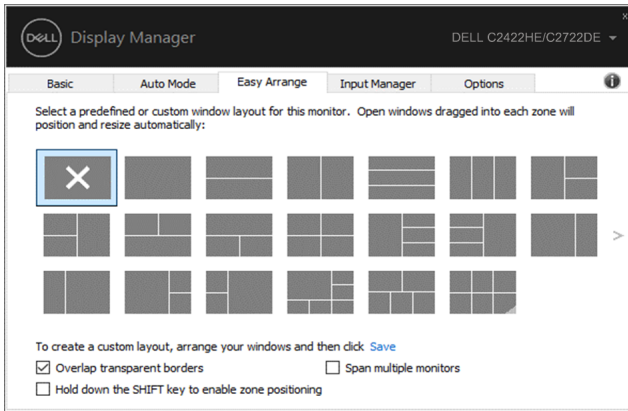 DELL Display Manager DELL C2422HE/C2722DE
Basic Auto Mode Easy Arrange Input Manager Options
Select a predefined or custom window layout for this monitor. Open windows dragged into each zone will
position and resize automatically:
To create a custom layout, arrange your windows and then click Save
Overlap transparent borders Span multiple monitors
Hold down the SHIFT key to enable zone positioning